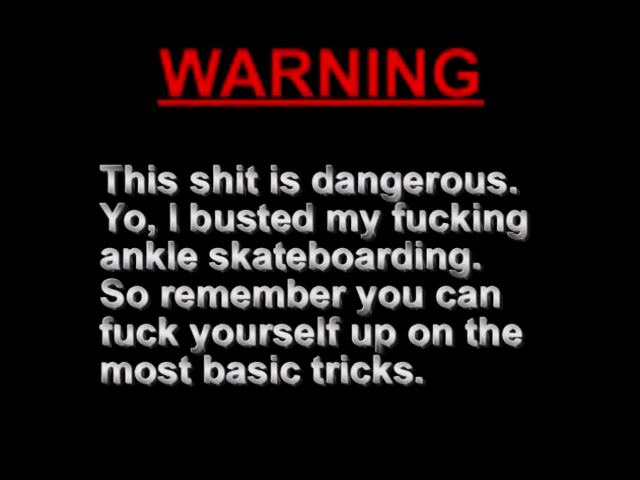 WARNING
This shit is dangerous.
Yo, I busted my fucking
ankle skateboarding.
So remember you can
fuck yourself up on the
most basic tricks.